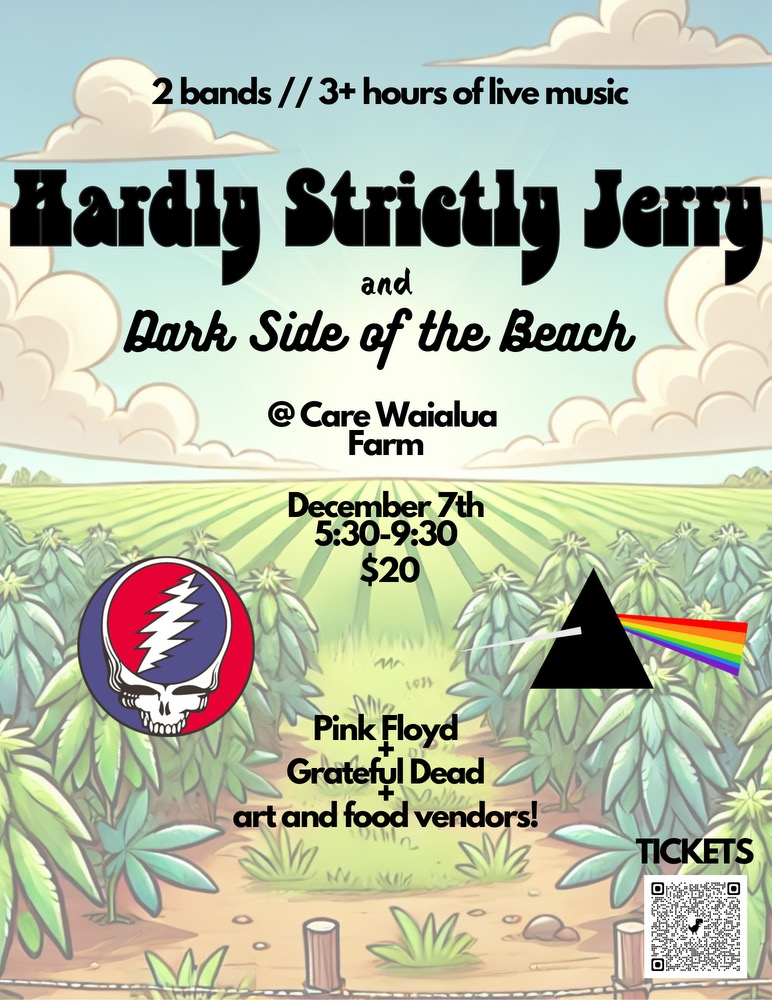 2 bands // 3+ hours of live music
Hardly Strictly Jerry
and
Dark Side of the Beach
@ Care Waialua
Farm
December 7th
5:30-9:30
$20
Pink Floyd
+
Grateful Dead
+
art and food vendors!
TICKETS